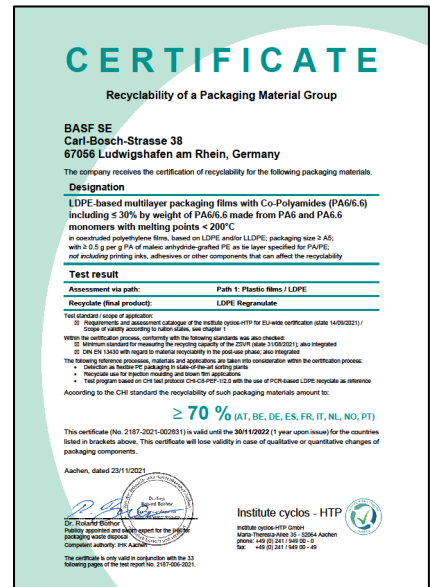 CERTIFICATE
Recyclability of a Packaging Material Group
BASF SE
Carl-Bosch-Strasse 38
67056 Ludwigshafen am Rhein, Germany
The company receives the certification of recyclability for the following packaging materials.
Designation
LDPE-based multilayer packaging films with Co-Polyamides (PA6/6.6)
including ≤ 30% by weight of PA6/6.6 made from PA6 and PA6.6
monomers with melting points < 200°C
in coextruded polyethylene films, based on LDPE and/or LLDPE; packaging size ≥ A5;
with ≥ 0.5 g per g PA of maleic anhydride-grafted PE as tie layer specified for PA/PE;
not including printing inks, adhesives or other components that can affect the recyclability
Test result
Assessment via path: Path 1: Plastic films / LDPE
Recyclate (final product): LDPE Regranulate
Test standard / scope of application:
☒ Requirements and assessment catalogue of the institute cyclos-HTP for EU-wide certification (state 14/09/2021) /
Scope of validity according to nation states, see chapter 1
Within the certification process, conformity with the following standards was also checked:
☒ Minimum standard for measuring the recycling capacity of the ZSVR (state 31/08/2021); also integrated
☒ DIN EN 13430 with regard to material recyclability in the post-use phase; also integrated
The following reference processes, materials and applications are taken into consideration within the certification process:
• Detection as flexible PE packaging in state-of-the-art sorting plants
• Recyclate use for injection moulding and blown film applications
• Test program based on CHI test protocol CHI-CS-PEF-1/2.0 with the use of PCR-based LDPE recyclate as reference
According to the CHI standard the recyclability of such packaging materials amount to:
≥ 70 % (AT, BE, DE, ES, FR, IT, NL, NO, PT)
This certificate (No. 2187-2021-002631) is valid until the 30/11/2022 (1 year upon issue) for the countries
listed in brackets above. This certificate will lose validity in case of qualitative or quantitative changes of
packaging components.
Aachen, dated 23/11/2021
Dr.-Ing.
Roland Bothor
Dr. Roland Bothor
Publicly appointed and sworn expert for the IHK for
packaging waste disposal
Competent authority: IHK Aachen
Institute cyclos - HTP
Institute cyclos-HTP GmbH
Maria-Theresia-Allee 35 - 52064 Aachen
phone: +49 (0) 241 / 949 00 - 0
fax: +49 (0) 241 / 949 00 - 49
The certificate is only valid in conjunction with the 33
following pages of the test report No. 2187-006-2021.